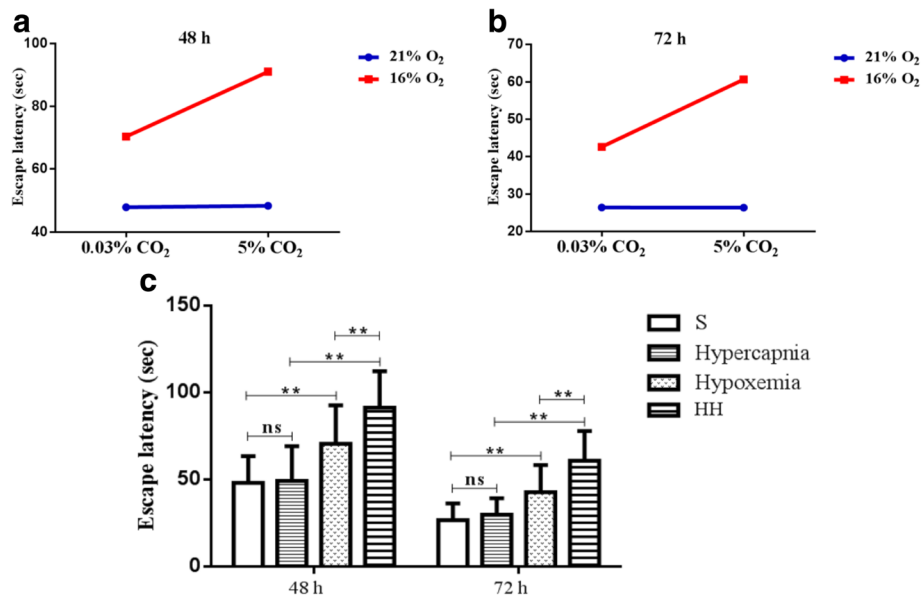 a
48 h
100
80
60
40
Escape latency (sec)
0.03% CO₂
5% CO₂
21% O₂
16% O₂
b
72 h
70
60
50
40
30
20
Escape latency (sec)
0.03% CO₂
5% CO₂
21% O₂
16% O₂
c
150
100
50
0
Escape latency (sec)
**
**
**
ns
**
**
**
ns
48 h
72 h
S
Hypercapnia
Hypoxemia
HH